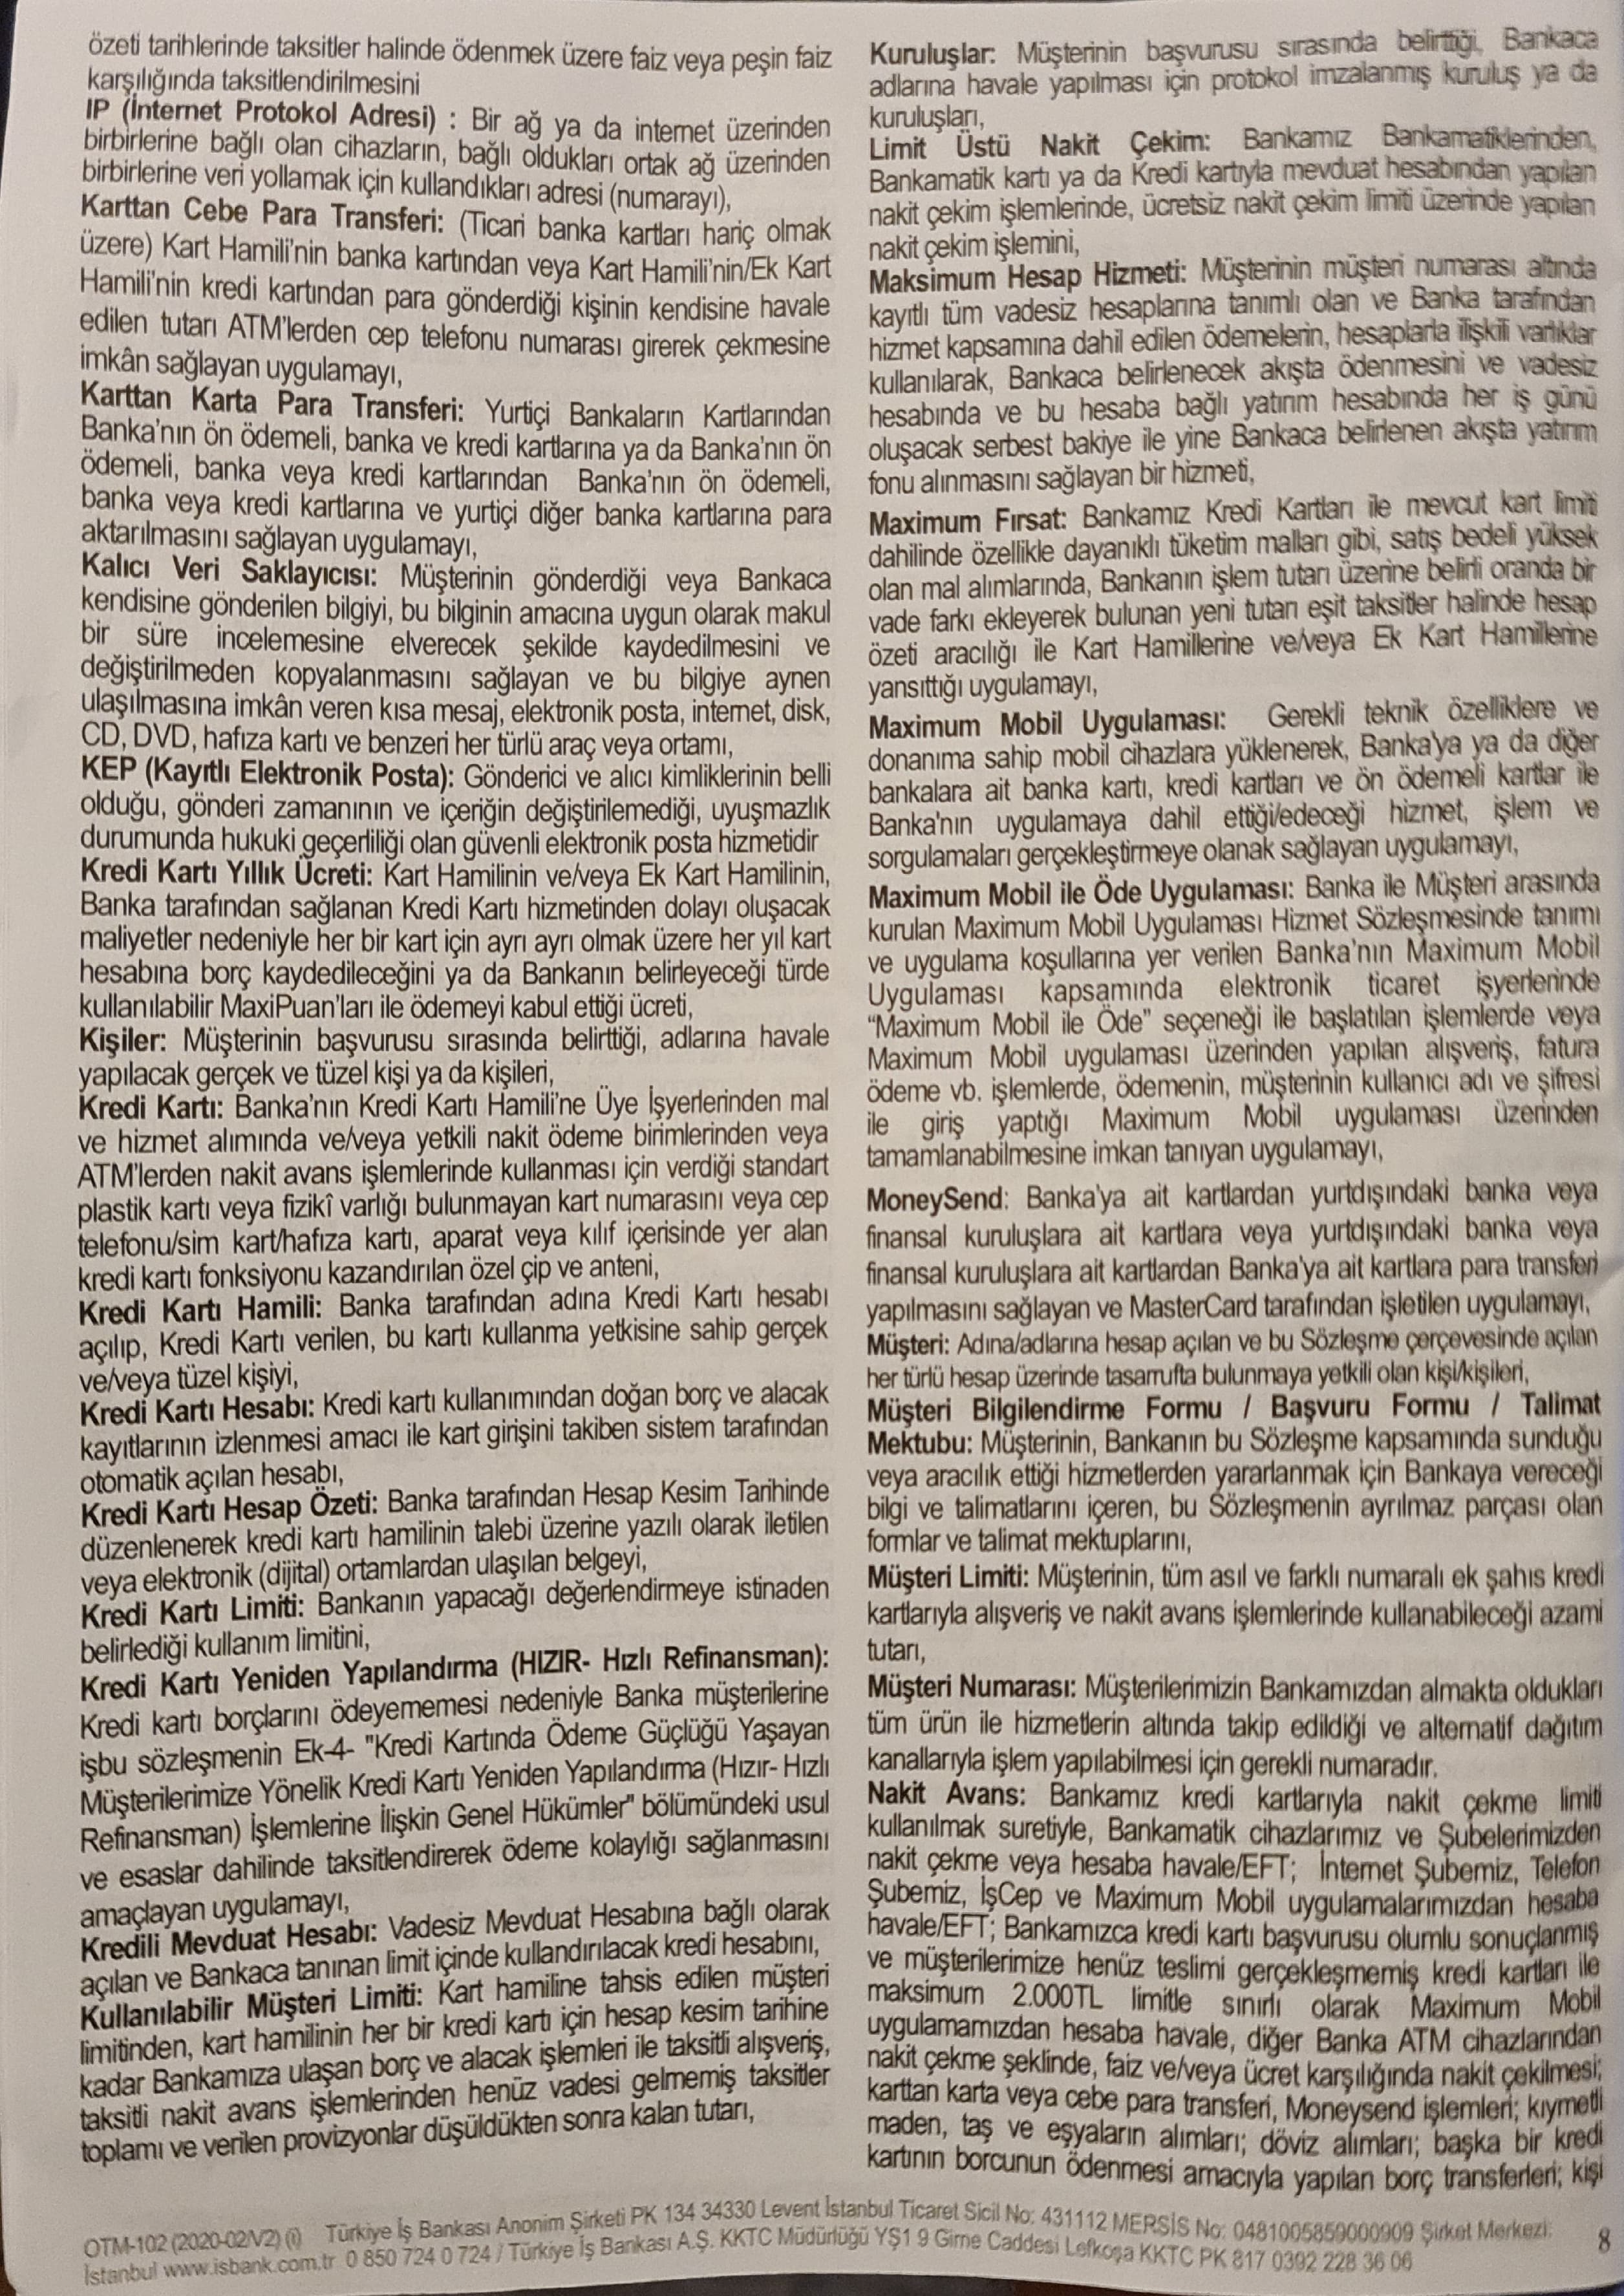 özeti tarihlerinde taksitler halinde ödenmek üzere faiz veya peşin faiz
karşılığında taksitlendirilmesini
IP (İnternet Protokol Adresi) : Bir ağ ya da internet üzerinden
birbirlerine bağlı olan cihazların, bağlı oldukları ortak ağ üzerinden
birbirlerine veri yollamak için kullandıkları adresi (numarayı),
Karttan Cebe Para Transferi: (Ticari banka kartları hariç olmak
üzere) Kart Hamili'nin banka kartından veya Kart Hamili'nin/Ek Kart
Hamili'nin kredi kartından para gönderdiği kişinin kendisine havale
edilen tutarı ATM'lerden cep telefonu numarası girerek çekmesine
imkân sağlayan uygulamayı,
Karttan Karta Para Transferi: Yurtiçi Bankaların Kartlarından
Banka'nın ön ödemeli, banka ve kredi kartlarına ya da Banka'nın ön
ödemeli, banka veya kredi kartlarından Banka'nın ön ödemeli,
banka veya kredi kartlarına ve yurtiçi diğer banka kartlarına para
aktarılmasını sağlayan uygulamayı,
Kalıcı Veri Saklayıcısı: Müşterinin gönderdiği veya Bankaca
kendisine gönderilen bilgiyi, bu bilginin amacına uygun olarak makul
bir süre incelemesine elverecek şekilde kaydedilmesini ve
değiştirilmeden kopyalanmasını sağlayan ve bu bilgiye aynen
ulaşılmasına imkân veren kısa mesaj, elektronik posta, internet, disk,
CD, DVD, hafıza kartı ve benzeri her türlü araç veya ortamı,
KEP (Kayıtlı Elektronik Posta): Gönderici ve alıcı kimliklerinin belli
olduğu, gönderi zamanının ve içeriğin değiştirilemediği, uyuşmazlık
durumunda hukuki geçerliliği olan güvenli elektronik posta hizmetidir
Kredi Kartı Yıllık Ücreti: Kart Hamilinin ve/veya Ek Kart Hamilinin,
Banka tarafından sağlanan Kredi Kartı hizmetinden dolayı oluşacak
maliyetler nedeniyle her bir kart için ayrı ayrı olmak üzere her yıl kart
hesabına borç kaydedileceğini ya da Bankanın belirleyeceği türde
kullanılabilir MaxiPuan'ları ile ödemeyi kabul ettiği ücreti,
Kişiler: Müşterinin başvurusu sırasında belirttiği, adlarına havale
yapılacak gerçek ve tüzel kişi ya da kişileri,
Kredi Kartı: Banka'nın Kredi Kartı Hamili'ne Üye İşyerlerinden mal
ve hizmet alımında ve/veya yetkili nakit ödeme birimlerinden veya
ATM'lerden nakit avans işlemlerinde kullanması için verdiği standart
plastik kartı veya fizikî varlığı bulunmayan kart numarasını veya cep
telefonu/sim kart/hafıza kartı, aparat veya kılıf içerisinde yer alan
kredi kartı fonksiyonu kazandırılan özel çip ve anteni,
Kredi Kartı Hamili: Banka tarafından adına Kredi Kartı hesabı
açılıp, Kredi Kartı verilen, bu kartı kullanma yetkisine sahip gerçek
ve/veya tüzel kişiyi,
Kredi Kartı Hesabı: Kredi kartı kullanımından doğan borç ve alacak
kayıtlarının izlenmesi amacı ile kart girişini takiben sistem tarafından
otomatik açılan hesabı,
Kredi Kartı Hesap Özeti: Banka tarafından Hesap Kesim Tarihinde
düzenlenerek kredi kartı hamilinin talebi üzerine yazılı olarak iletilen
veya elektronik (dijital) ortamlardan ulaşılan belgeyi,
Kredi Kartı Limiti: Bankanın yapacağı değerlendirmeye istinaden
belirlediği kullanım limitini,
Kredi Kartı Yeniden Yapılandırma (HIZIR- Hızlı Refinansman):
Kredi kartı borçlarını ödeyememesi nedeniyle Banka müşterilerine
işbu sözleşmenin Ek-4- "Kredi Kartında Ödeme Güçlüğü Yaşayan
Müşterilerimize Yönelik Kredi Kartı Yeniden Yapılandırma (Hızır- Hızlı
Refinansman) İşlemlerine İlişkin Genel Hükümler" bölümündeki usul
ve esaslar dahilinde taksitlendirerek ödeme kolaylığı sağlanmasını
amaçlayan uygulamayı,
Kredili Mevduat Hesabı: Vadesiz Mevduat Hesabına bağlı olarak
açılan ve Bankaca tanınan limit içinde kullandırılacak kredi hesabını,
Kullanılabilir Müşteri Limiti: Kart hamiline tahsis edilen müşteri
limitinden, kart hamilinin her bir kredi kartı için hesap kesim tarihine
kadar Bankamıza ulaşan borç ve alacak işlemleri ile taksitli alışveriş,
taksitli nakit avans işlemlerinden henüz vadesi gelmemiş taksitler
toplamı ve verilen provizyonlar düşüldükten sonra kalan tutarı,
Kuruluşlar: Müşterinin başvurusu sırasında belirttiği, Bankaca
adlarına havale yapılması için protokol imzalanmış kuruluş ya da
kuruluşları,
Limit Üstü Nakit Çekim: Bankamız Bankamatiklerinden,
Bankamatik kartı ya da Kredi kartıyla mevduat hesabından yapılan
nakit çekim işlemlerinde, ücretsiz nakit çekim limiti üzerinde yapılan
nakit çekim işlemini,
Maksimum Hesap Hizmeti: Müşterinin müşteri numarası altında
kayıtlı tüm vadesiz hesaplarına tanımlı olan ve Banka tarafından
hizmet kapsamına dahil edilen ödemelerin, hesaplarla ilişkili varlıklar
kullanılarak, Bankaca belirlenecek akışta ödenmesini ve vadesiz
hesabında ve bu hesaba bağlı yatırım hesabında her iş günü
oluşacak serbest bakiye ile yine Bankaca belirlenen akışta yatırım
fonu alınmasını sağlayan bir hizmeti,
Maximum Fırsat: Bankamız Kredi Kartları ile mevcut kart limiti
dahilinde özellikle dayanıklı tüketim malları gibi, satış bedeli yüksek
olan mal alımlarında, Bankanın işlem tutarı üzerine belirli oranda bir
vade farkı ekleyerek bulunan yeni tutarı eşit taksitler halinde hesap
özeti aracılığı ile Kart Hamillerine ve/veya Ek Kart Hamillerine
yansıttığı uygulamayı,
Maximum Mobil Uygulaması: Gerekli teknik özelliklere ve
donanıma sahip mobil cihazlara yüklenerek, Banka'ya ya da diğer
bankalara ait banka kartı, kredi kartları ve ön ödemeli kartlar ile
Banka'nın uygulamaya dahil ettiği/edeceği hizmet, işlem ve
sorgulamaları gerçekleştirmeye olanak sağlayan uygulamayı,
Maximum Mobil ile Öde Uygulaması: Banka ile Müşteri arasında
kurulan Maximum Mobil Uygulaması Hizmet Sözleşmesinde tanımı
ve uygulama koşullarına yer verilen Banka'nın Maximum Mobil
Uygulaması kapsamında elektronik ticaret işyerlerinde
“Maximum Mobil ile Öde” seçeneği ile başlatılan işlemlerde veya
Maximum Mobil uygulaması üzerinden yapılan alışveriş, fatura
ödeme vb. işlemlerde, ödemenin, müşterinin kullanıcı adı ve şifresi
ile giriş yaptığı Maximum Mobil uygulaması üzerinden
tamamlanabilmesine imkan tanıyan uygulamayı,
MoneySend: Banka'ya ait kartlardan yurtdışındaki banka veya
finansal kuruluşlara ait kartlara veya yurtdışındaki banka veya
finansal kuruluşlara ait kartlardan Banka'ya ait kartlara para transferi
yapılmasını sağlayan ve MasterCard tarafından işletilen uygulamayı,
Müşteri: Adına/adlarına hesap açılan ve bu Sözleşme çerçevesinde açılan
her türlü hesap üzerinde tasarrufta bulunmaya yetkili olan kişi/kişileri,
Müşteri Bilgilendirme Formu / Başvuru Formu / Talimat
Mektubu: Müşterinin, Bankanın bu Sözleşme kapsamında sunduğu
veya aracılık ettiği hizmetlerden yararlanmak için Bankaya vereceği
bilgi ve talimatlarını içeren, bu Sözleşmenin ayrılmaz parçası olan
formlar ve talimat mektuplarını,
Müşteri Limiti: Müşterinin, tüm asıl ve farklı numaralı ek şahıs kredi
kartlarıyla alışveriş ve nakit avans işlemlerinde kullanabileceği azami
tutarı,
Müşteri Numarası: Müşterilerimizin Bankamızdan almakta oldukları
tüm ürün ile hizmetlerin altında takip edildiği ve alternatif dağıtım
kanallarıyla işlem yapılabilmesi için gerekli numaradır.
Nakit Avans: Bankamız kredi kartlarıyla nakit çekme limiti
kullanılmak suretiyle, Bankamatik cihazlarımız ve Şubelerimizden
nakit çekme veya hesaba havale/EFT; İnternet Şubemiz, Telefon
Şubemiz, İşCep ve Maximum Mobil uygulamalarımızdan hesaba
havale/EFT; Bankamızca kredi kartı başvurusu olumlu sonuçlanmış
ve müşterilerimize henüz teslimi gerçekleşmemiş kredi kartları ile
maksimum 2.000TL limitle sınırlı olarak Maximum Mobil
uygulamamızdan hesaba havale, diğer Banka ATM cihazlarından
nakit çekme şeklinde, faiz ve/veya ücret karşılığında nakit çekilmesi;
karttan karta veya cebe para transferi, Moneysend işlemleri; kıymetli
maden, taş ve eşyaların alımları; döviz alımları; başka bir kredi
kartının borcunun ödenmesi amacıyla yapılan borç transferleri; kişi
OTM-102 (2020-02/V2) (i) Türkiye İş Bankası Anonim Şirketi PK 134 34330 Levent İstanbul Ticaret Sicil No: 431112 MERSİS No: 0481005859000909 Şirket Merkezi:
İstanbul www.isbank.com.tr 0 850 724 0 724 / Türkiye İş Bankası A.Ş. KKTC Müdürlüğü YŞ1 9 Girne Caddesi Lefkoşa KKTC PK 817 0392 228 36 06
8